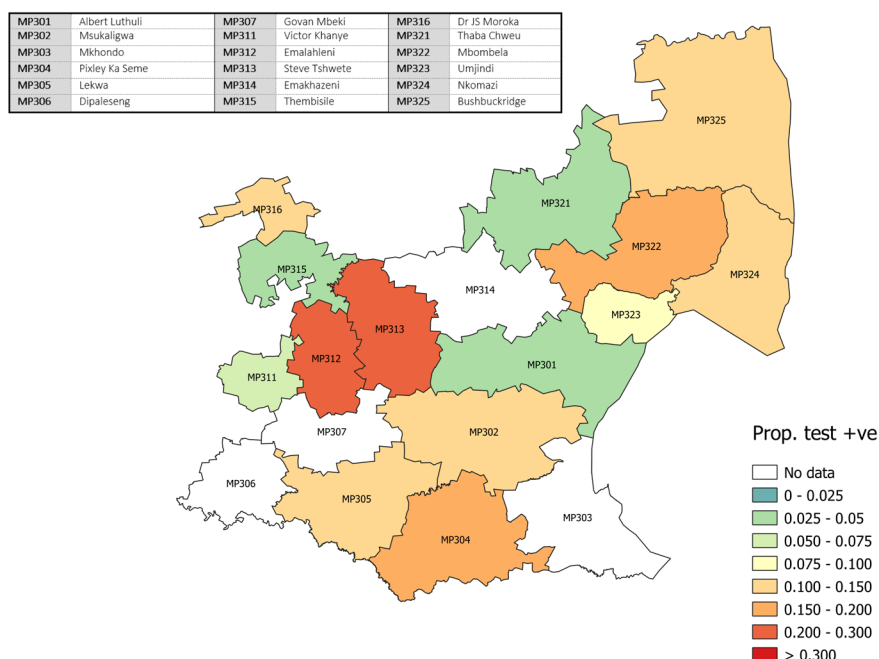 MP301 Albert Luthuli MP307 Govan Mbeki MP316 Dr JS Moroka
MP302 Msukaligwa MP311 Victor Khanye MP321 Thaba Chweu
MP303 Mkhondo MP312 Emalahleni MP322 Mbombela
MP304 Pixley Ka Seme MP313 Steve Tshwete MP323 Umjindi
MP305 Lekwa MP314 Emakhazeni MP324 Nkomazi
MP306 Dipaleseng MP315 Thembisile MP325 Bushbuckridge
MP325
MP321
MP316
MP322
MP315
MP324
MP314
MP323
MP313
MP312
MP301
MP311
MP307
MP302
MP306
MP305
MP303
MP304
Prop. test +ve
No data
0 - 0.025
0.025 - 0.05
0.050 - 0.075
0.075 - 0.100
0.100 - 0.150
0.150 - 0.200
0.200 - 0.300
> 0.300